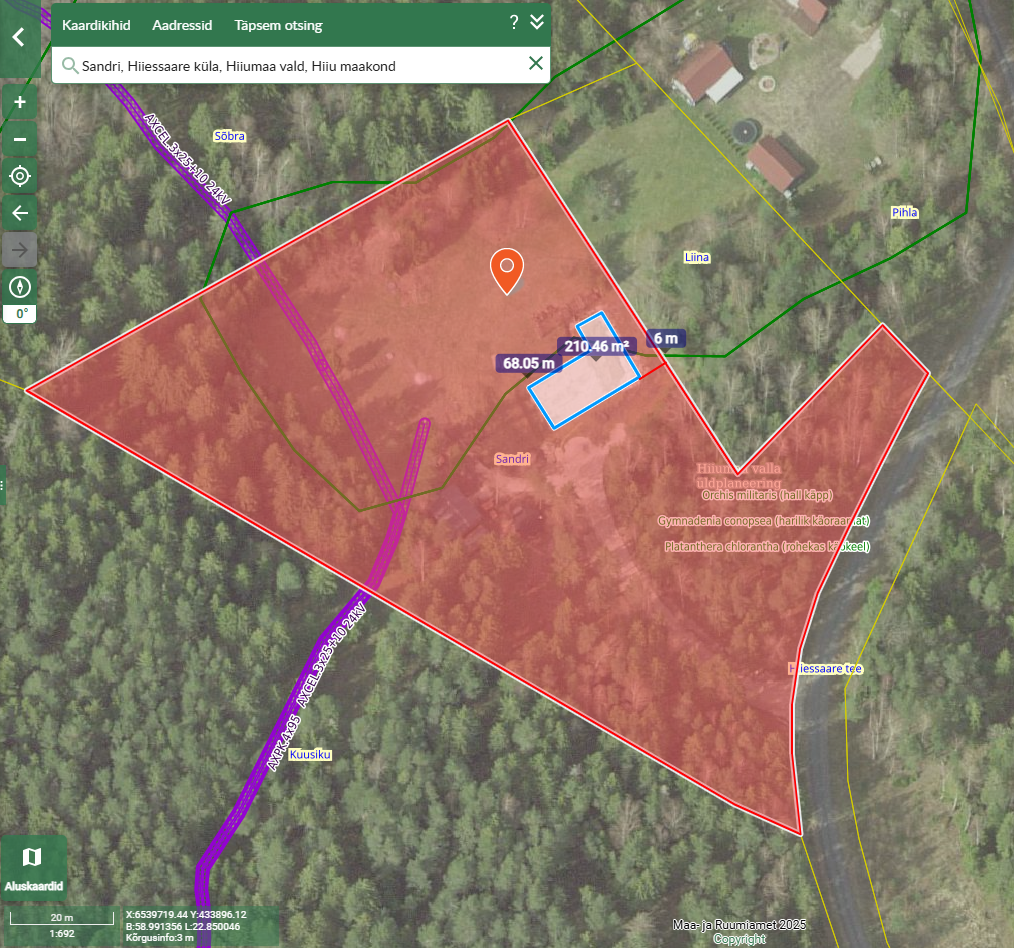 Kaardikihid Aadressid Täpsem otsing ?
Sandri, Hiiessaare küla, Hiiumaa vald, Hiiu maakond
AXCEL.3x25+10 24kV
Sõbra
Pihla
Liina
6 m
210.46 m²
68.05 m
0°
Sandri
Hiiumaa valla
üldplaneering
Orchis militaris (hall käpp)
Gymnadenia conopsea (harilik käoraamat)
Platanthera chlorantha (rohekas käokeel)
AXCEL.3x25+10 24kV
Hiiessaare tee
AXPK.4x95
Kuusiku
Aluskaardid
20 m
1:692
X:6539719.44 Y:433896.12
B:58.991356 L:22.850046
Kõrgusinfo:3 m
Maa- ja Ruumiamet 2025
Copyright